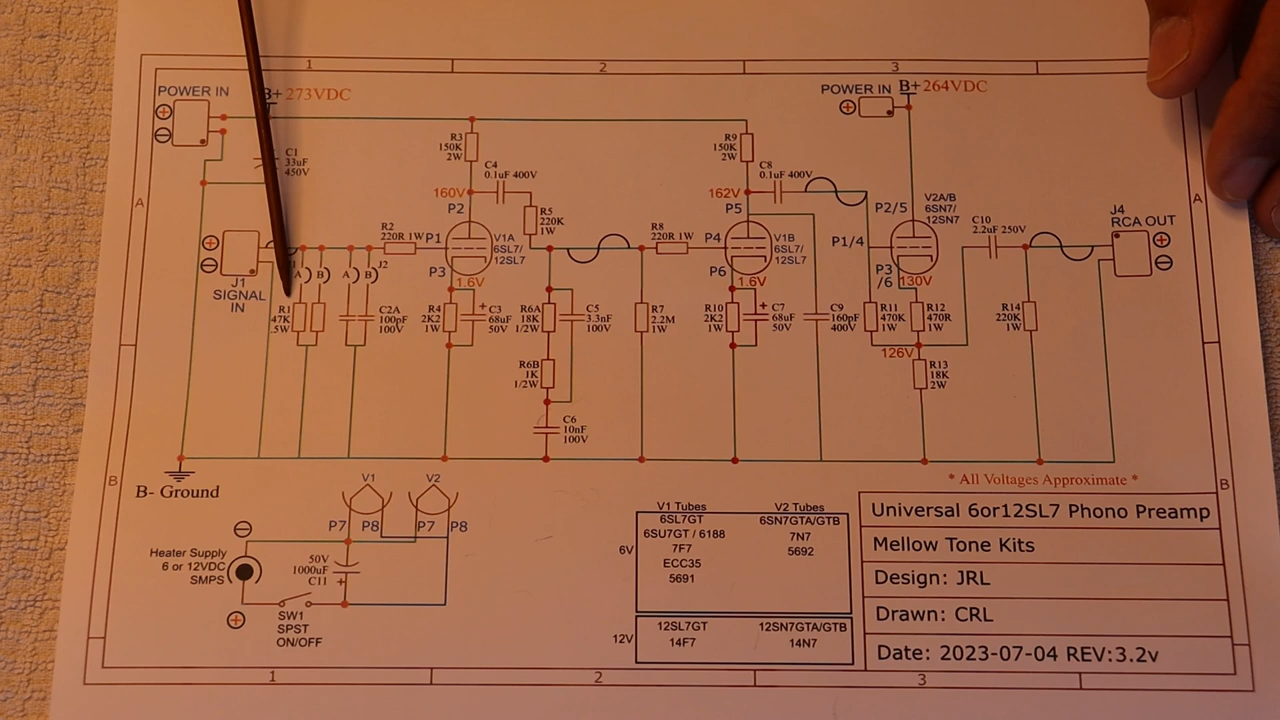 1
2
3
POWER IN
B+ 273VDC
POWER IN
B+ 264VDC
C1
33uF
450V
R3
150K
2W
R9
150K
2W
C4
0.1uF 400V
C8
0.1uF 400V
A
A
160V
162V
P2
P5
R5
220K
1W
V2A/B
6SN7/
12SN7
P2/5
J4
RCA OUT
C10
2.2uF 250V
R2
220R 1W
P1
V1A
6SL7/
12SL7
R8
220R 1W
P4
V1B
6SL7/
12SL7
P1/4
P3
P6
P3
/6
1.6V
1.6V
130V
J1
SIGNAL
IN
A
B
A
B
J2
R1
47K
.5W
C2A
100pF
100V
R4
2K2
1W
C3
68uF
50V
R6A
18K
1/2W
C5
3.3nF
100V
R7
2.2M
1W
R10
2K2
1W
C7
68uF
50V
C9
160pF
400V
R11
470K
1W
R12
470R
1W
R14
220K
1W
126V
R6B
1K
1/2W
R13
18K
2W
C6
10nF
100V
B- Ground
* All Voltages Approximate *
B
B
V1
V2
P7
P8
P7
P8
Heater Supply
6 or 12VDC
SMPS
50V
1000uF
C11
SW1
SPST
ON/OFF
V1 Tubes
V2 Tubes
6V
6SL7GT
6SU7GT / 6188
7F7
ECC35
5691
6SN7GTA/GTB
7N7
5692
12V
12SL7GT
14F7
12SN7GTA/GTB
14N7
Universal 6or12SL7 Phono Preamp
Mellow Tone Kits
Design: JRL
Drawn: CRL
Date: 2023-07-04 REV:3.2v
1
2
3